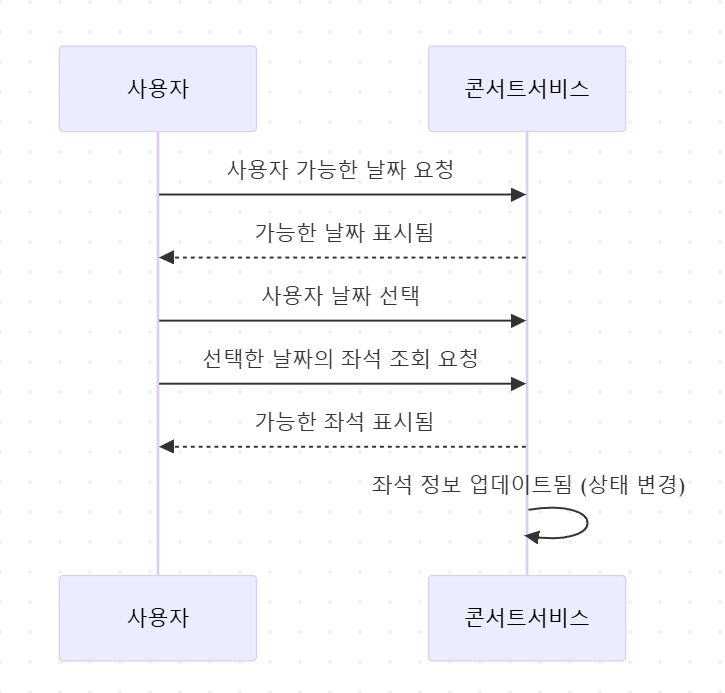 사용자
콘서트서비스
사용자 가능한 날짜 요청
가능한 날짜 표시됨
사용자 날짜 선택
선택한 날짜의 좌석 조회 요청
가능한 좌석 표시됨
좌석 정보 업데이트됨 (상태 변경)
사용자
콘서트서비스